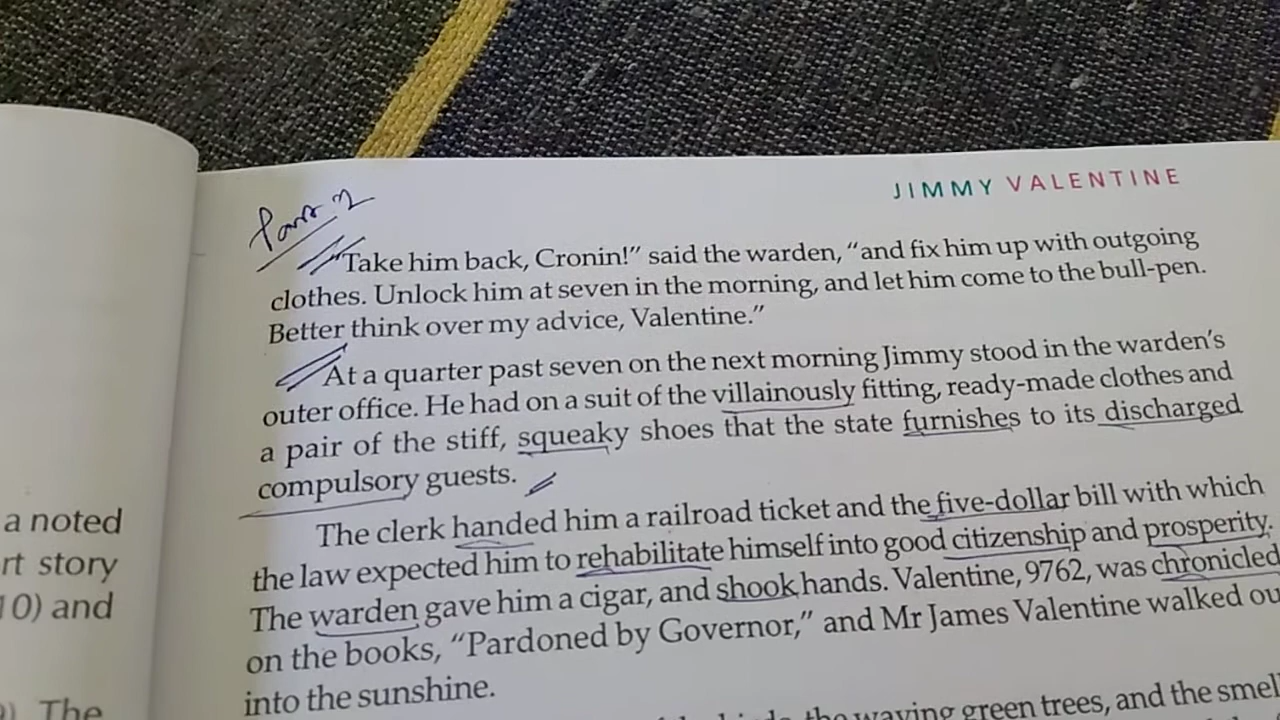 JIMMY VALENTINE
"Take him back, Cronin!" said the warden, "and fix him up with outgoing
clothes. Unlock him at seven in the morning, and let him come to the bull-pen.
Better think over my advice, Valentine."
At a quarter past seven on the next morning Jimmy stood in the warden's
outer office. He had on a suit of the villainously fitting, ready-made clothes and
a pair of the stiff, squeaky shoes that the state furnishes to its discharged
compulsory guests.
The clerk handed him a railroad ticket and the five-dollar bill with which
the law expected him to rehabilitate himself into good citizenship and prosperity.
The warden gave him a cigar, and shook hands. Valentine, 9762, was chronicled
on the books, "Pardoned by Governor," and Mr James Valentine walked ou
into the sunshine.
the waving green trees, and the smell
a noted
rt story
10) and
The